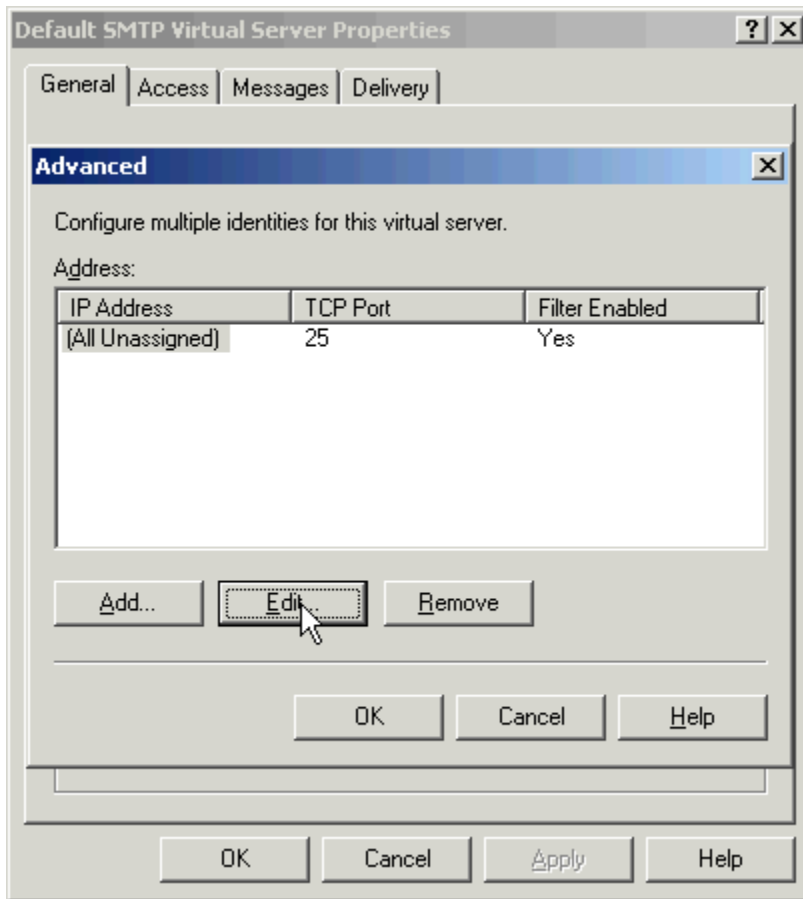 Default SMTP Virtual Server Properties
General Access Messages Delivery
Advanced
Configure multiple identities for this virtual server.
Address:
IP Address TCP Port Filter Enabled
(All Unassigned) 25 Yes
Add... Edit... Remove
OK Cancel Help
OK Cancel Apply Help